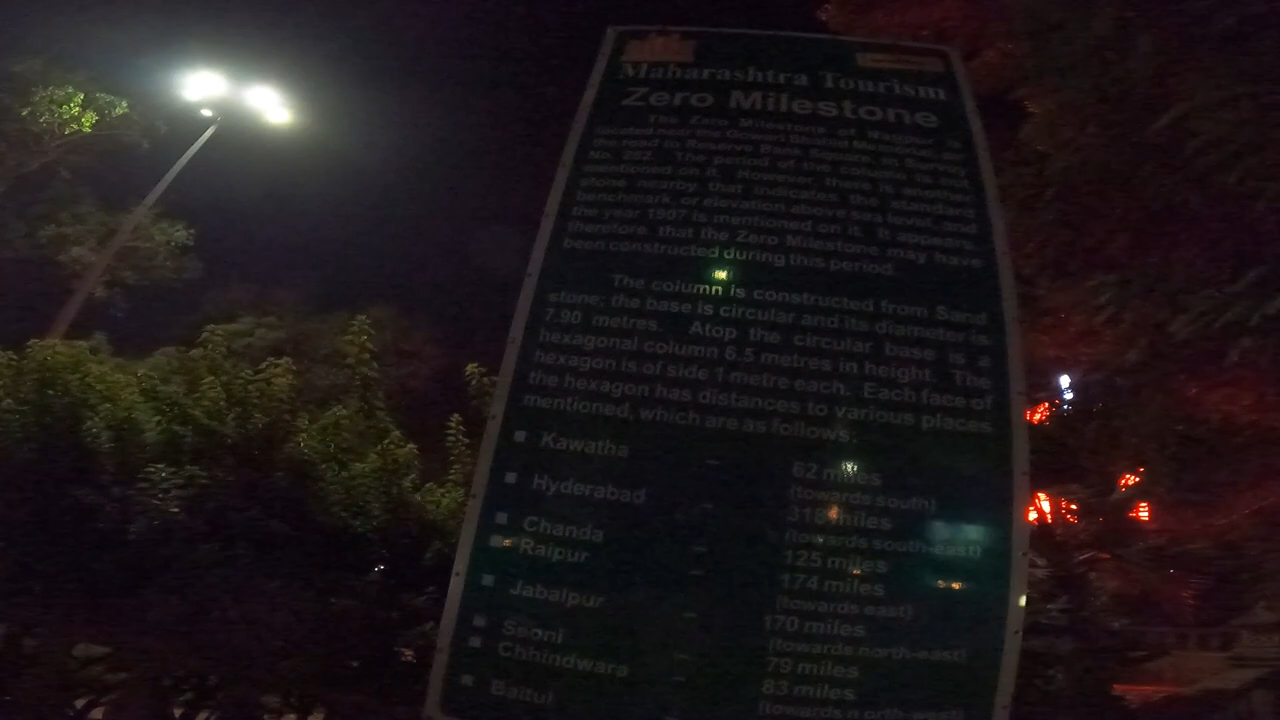 Maharashtra Tourism
Zero Milestone
The Zero Milestone of Nagpur is
located near the Gowari Shahid Memorial on
the road to Reserve Bank Square, in Survey
No. 222. The period of the column is not
mentioned on it. However, there is another
stone nearby that indicates the standard
benchmark, or elevation above sea level, and
the year 1907 is mentioned on it. It appears,
therefore, that the Zero Milestone may have
been constructed during this period.
The column is constructed from Sand
stone; the base is circular and its diameter is
7.90 metres. Atop the circular base is a
hexagonal column 6.5 metres in height. The
hexagon is of side 1 metre each. Each face of
the hexagon has distances to various places
mentioned, which are as follows:
Kawatha - 62 miles
(towards south)
Hyderabad - 318 miles
(towards south-east)
Chanda - 125 miles
Raipur - 174 miles
(towards east)
Jabalpur - 170 miles
(towards north-east)
Seoni - 79 miles
Chhindwara - 83 miles
(towards north-west)
Baitul